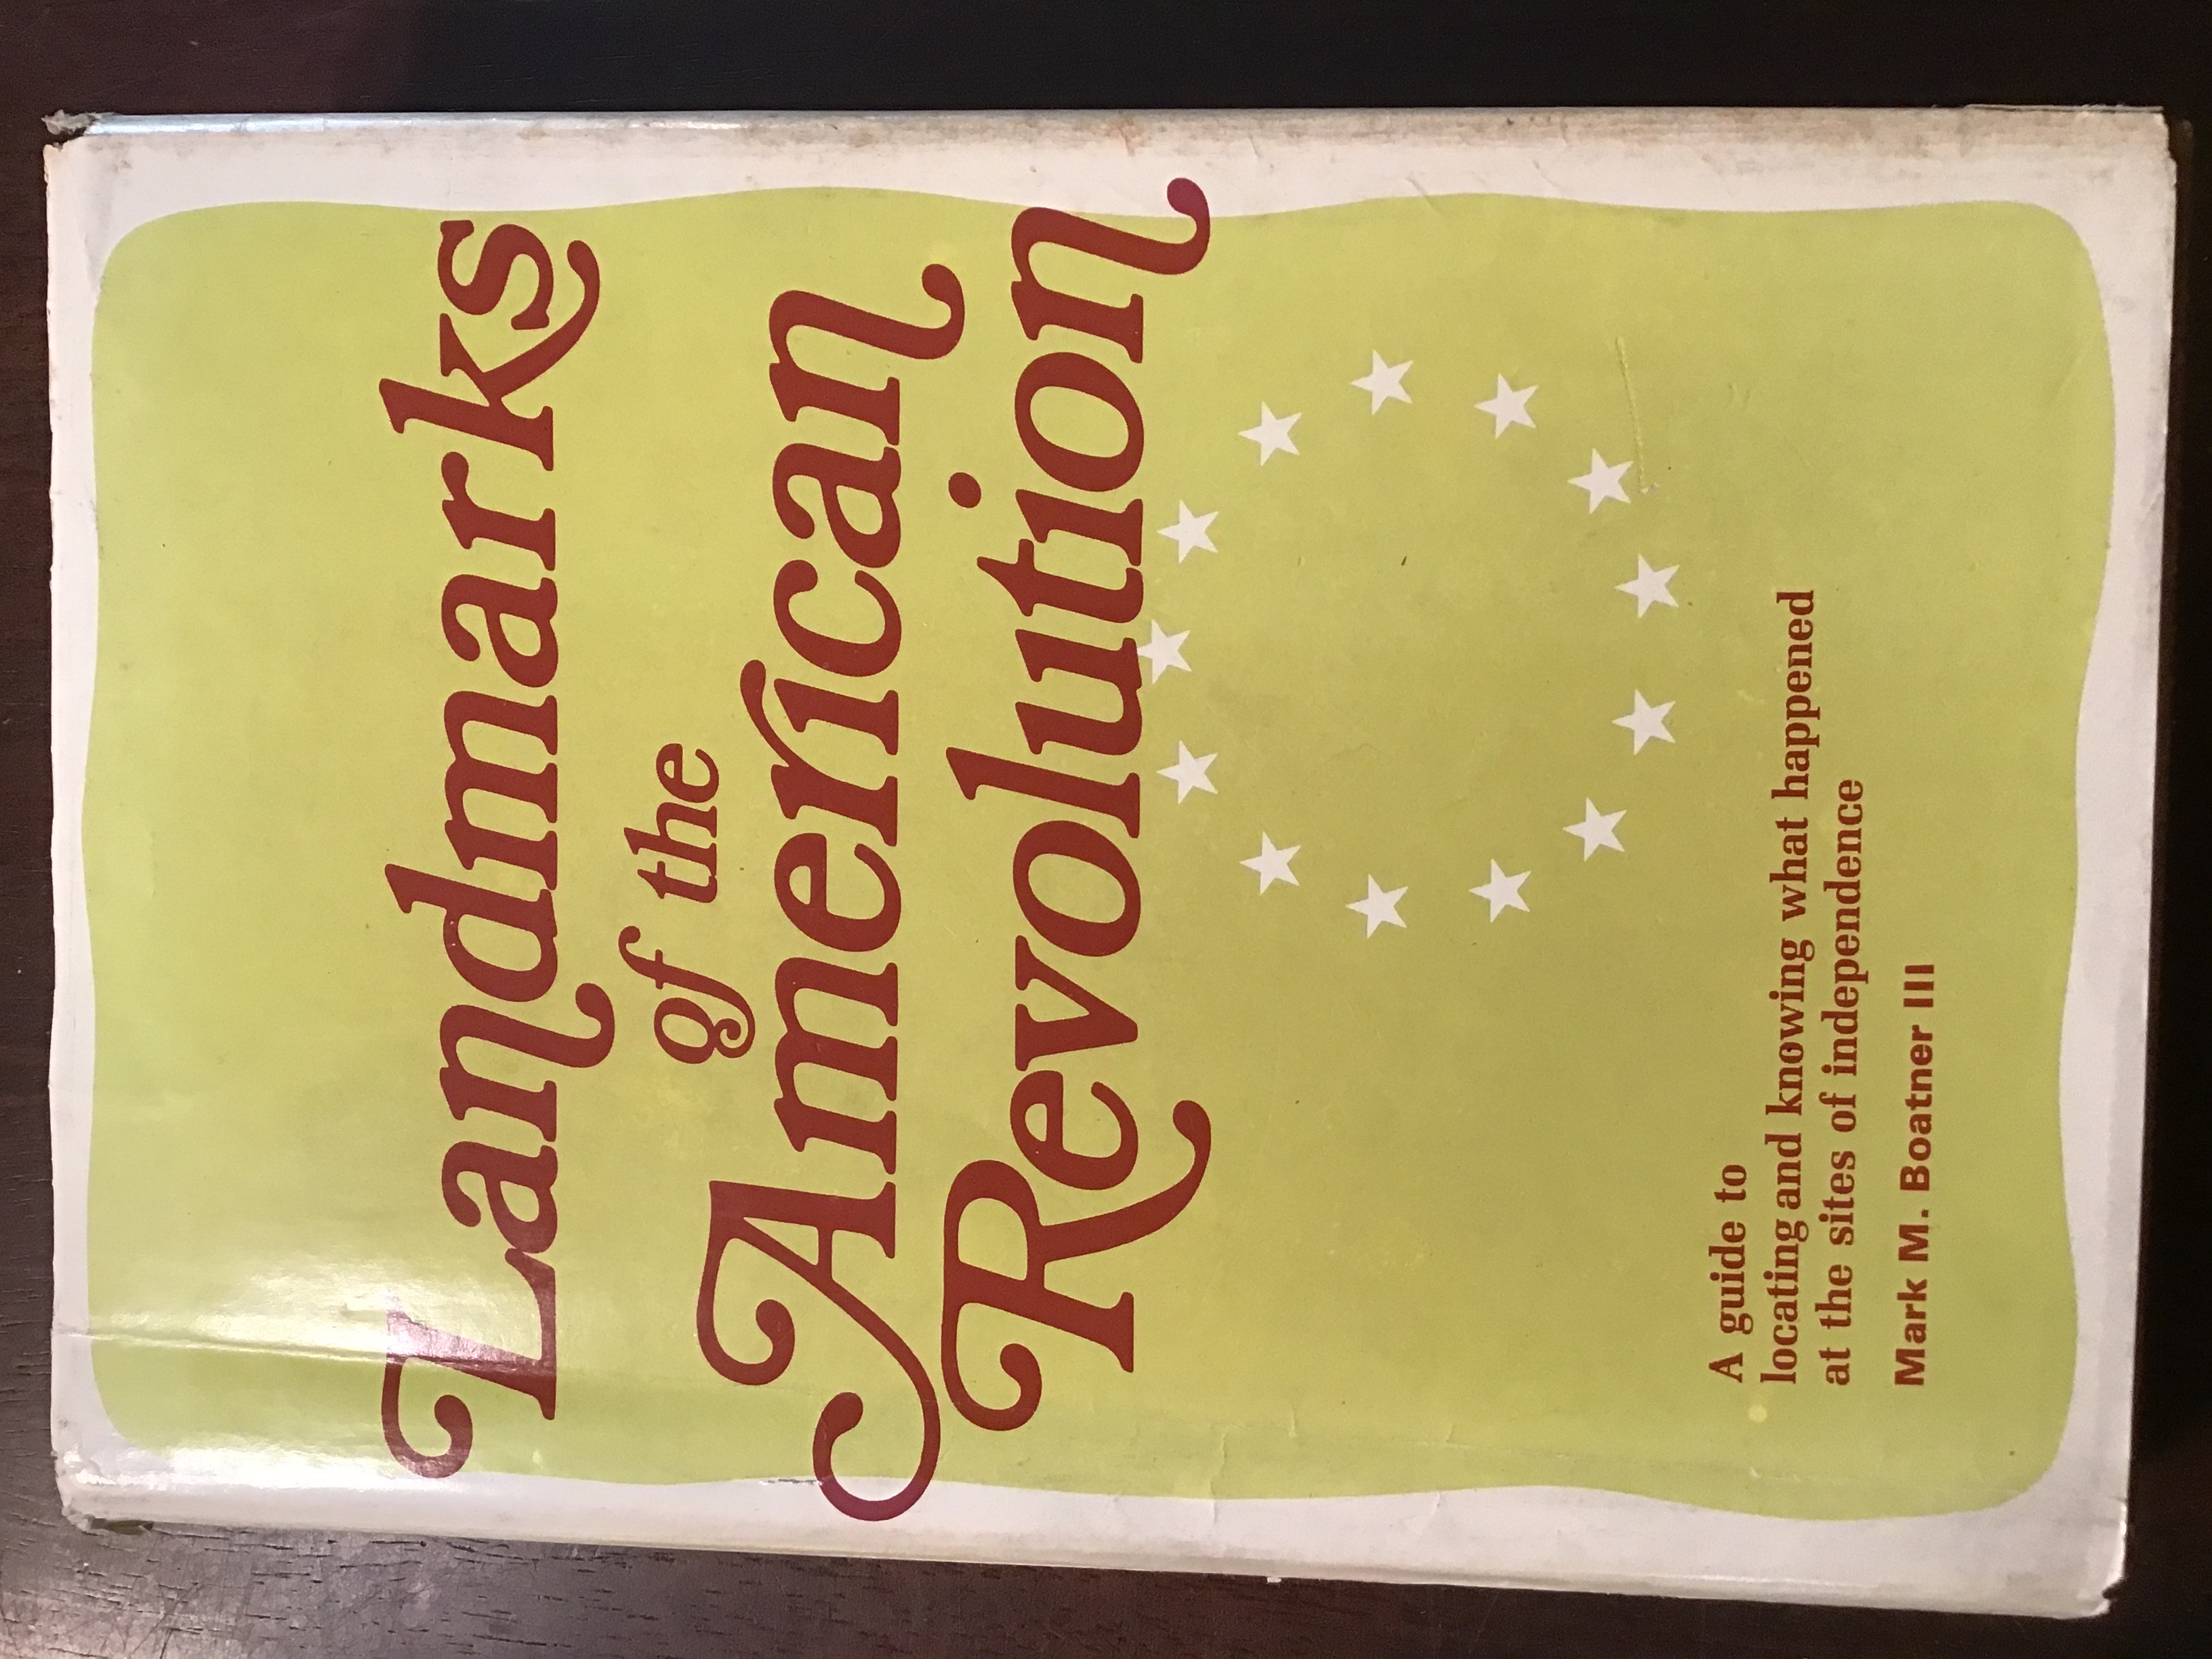 Landmarks
of the
American
Revolution
A guide to
locating and knowing what happened
at the sites of independence
Mark M. Boatner III